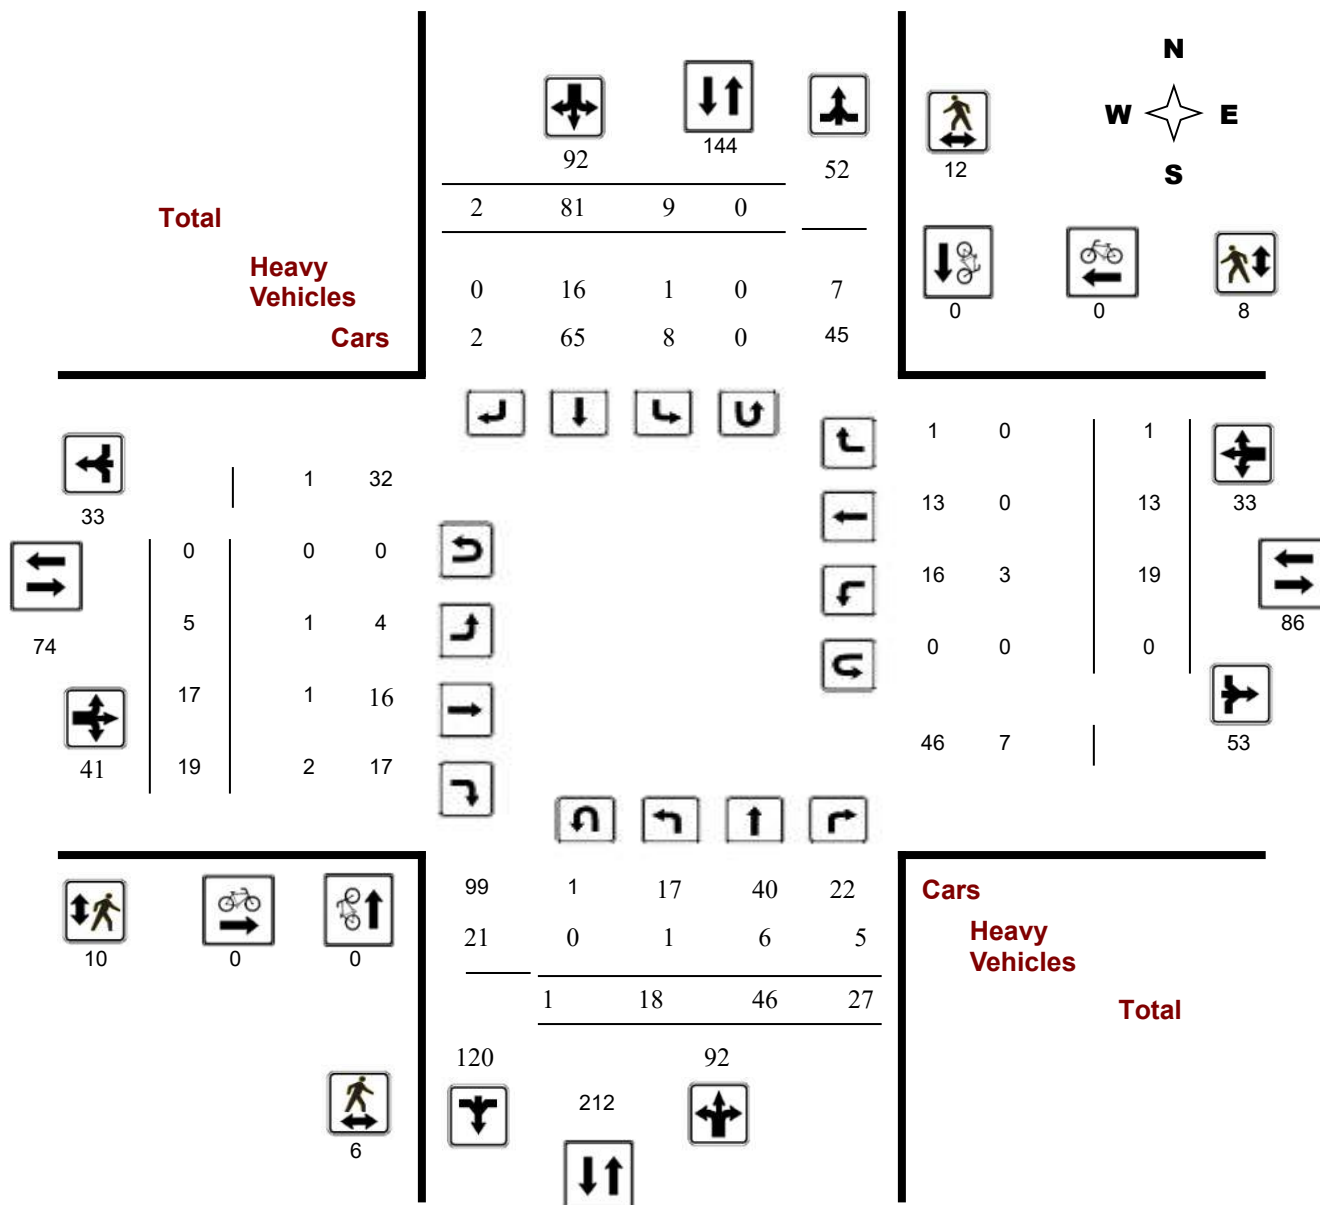 N
W E
S
92
144
52
12
2 81 9 0
Total
Heavy
Vehicles
Cars
0 16 1 0 7
2 65 8 0 45
0
0
8
1 0 1
33
1 32
33
13 0 13
0 0 0
16 3 19
86
5 1 4
74
0 0 0
17 1 16
46 7
53
41
19 2 17
99 1 17 40 22
21 0 1 6 5
1 18 46 27
Cars
Heavy
Vehicles
Total
10
0
0
120
92
212
6